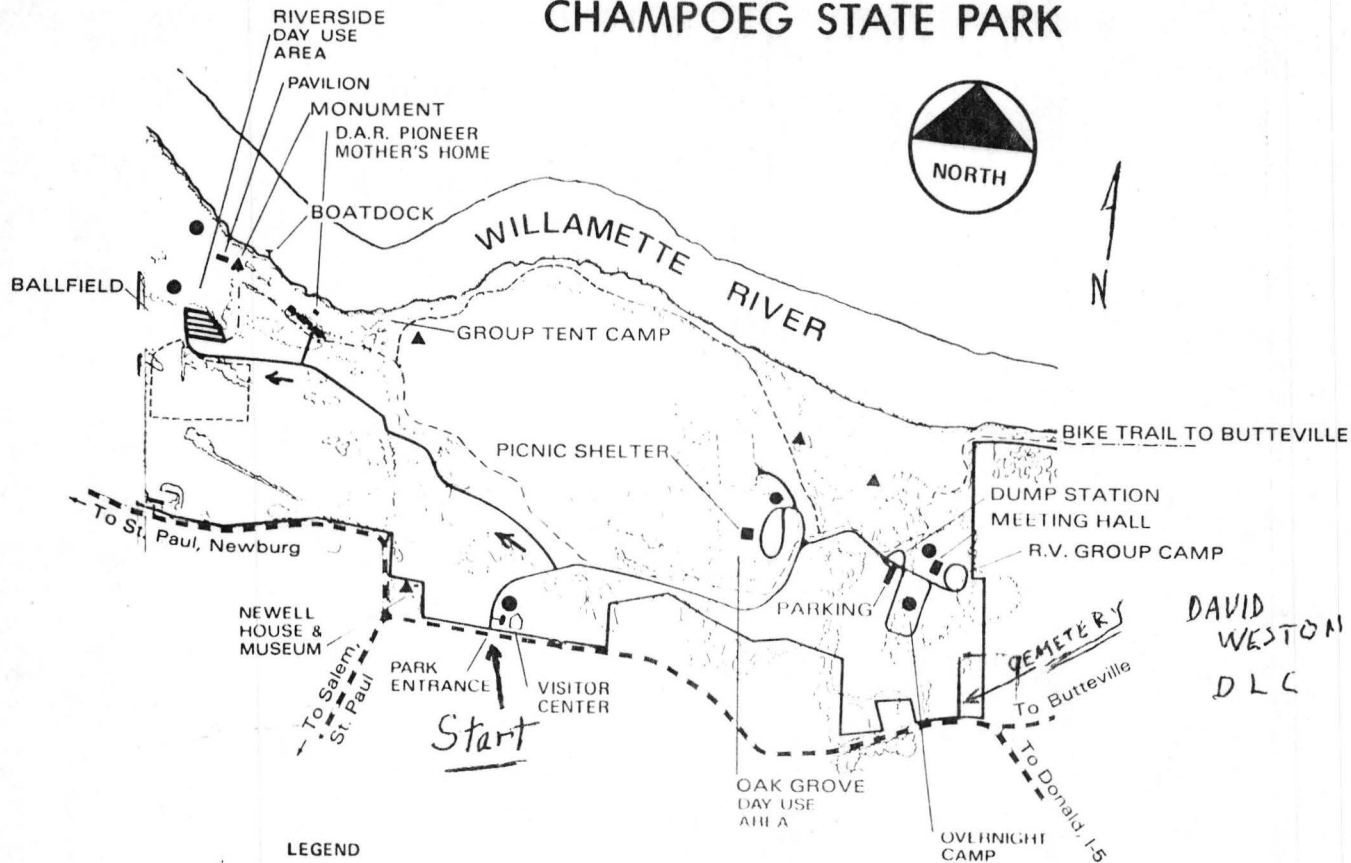 CHAMPOEG STATE PARK
RIVERSIDE
DAY USE
AREA
PAVILION
MONUMENT
D.A.R. PIONEER
MOTHER'S HOME
BOATDOCK
NORTH
N
WILLAMETTE RIVER
BALLFIELD
GROUP TENT CAMP
PICNIC SHELTER
BIKE TRAIL TO BUTTEVILLE
DUMP STATION
MEETING HALL
R.V. GROUP CAMP
To St. Paul, Newburg
PARKING
NEWELL
HOUSE &
MUSEUM
PARK
ENTRANCE
VISITOR
CENTER
To Salem,
St. Paul
Start
CEMETERY
DAVID
WESTON
DLC
To Butteville
To Donald, I-5
OAK GROVE
DAY USE
AREA
OVERNIGHT
CAMP
LEGEND